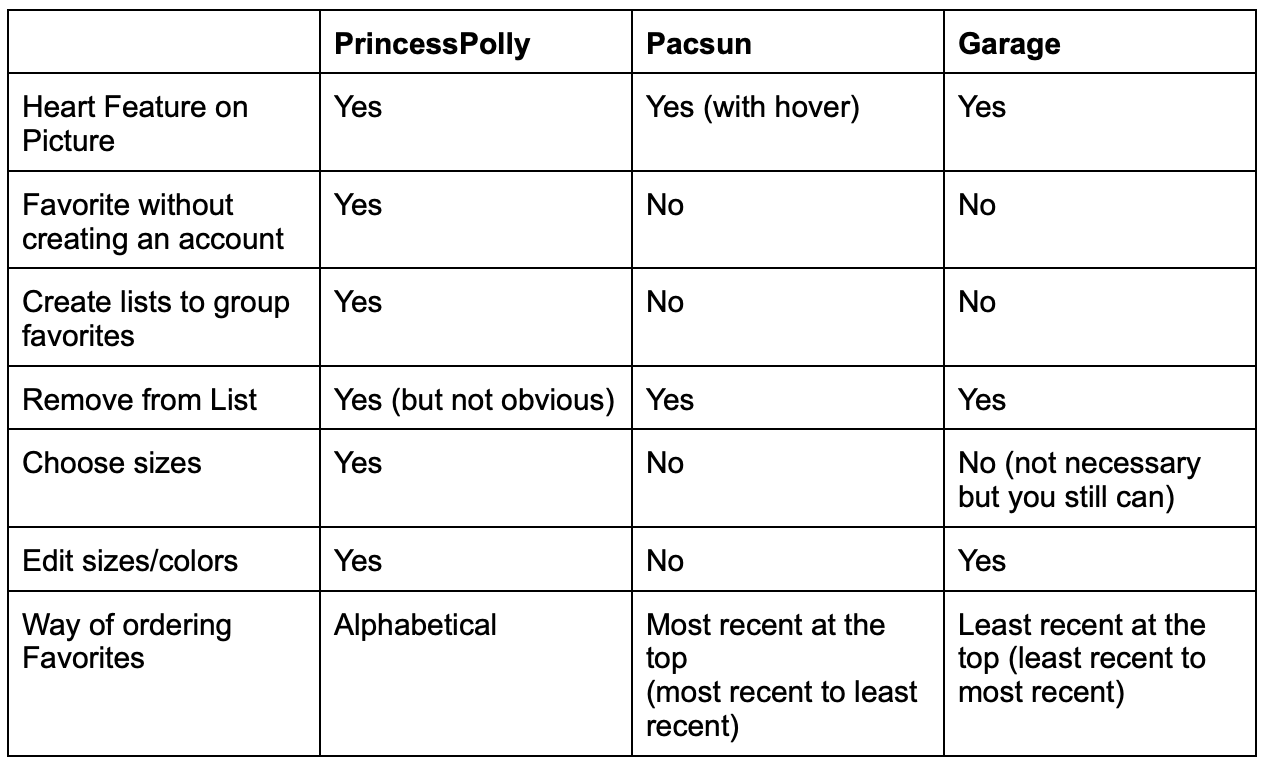 PrincessPolly Pacsun Garage
Heart Feature on Picture Yes Yes (with hover) Yes
Favorite without creating an account Yes No No
Create lists to group favorites Yes No No
Remove from List Yes (but not obvious) Yes Yes
Choose sizes Yes No No (not necessary but you still can)
Edit sizes/colors Yes No Yes
Way of ordering Favorites Alphabetical Most recent at the top (most recent to least recent) Least recent at the top (least recent to most recent)